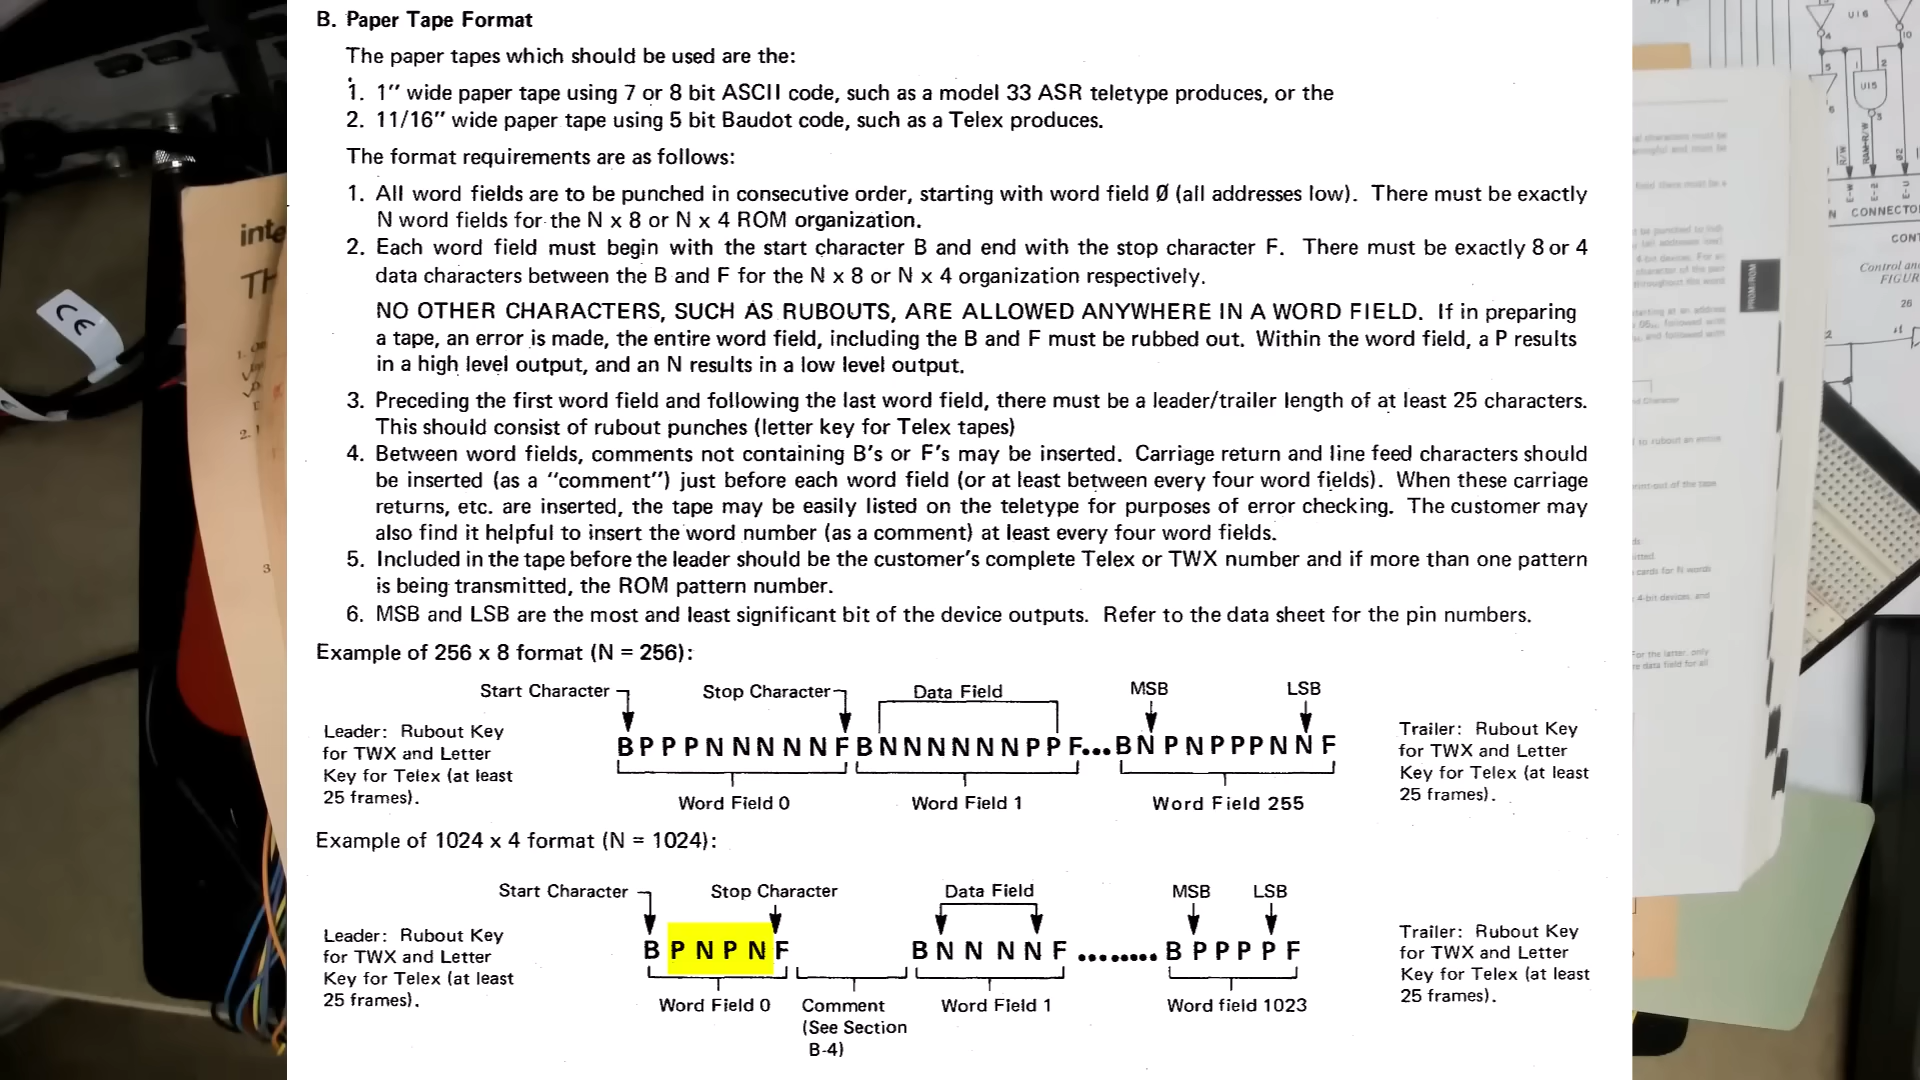 B. Paper Tape Format
The paper tapes which should be used are the:
1. 1" wide paper tape using 7 or 8 bit ASCII code, such as a model 33 ASR teletype produces, or the
2. 11/16" wide paper tape using 5 bit Baudot code, such as a Telex produces.
The format requirements are as follows:
1. All word fields are to be punched in consecutive order, starting with word field Ø (all addresses low). There must be exactly
N word fields for the N x 8 or N x 4 ROM organization.
2. Each word field must begin with the start character B and end with the stop character F. There must be exactly 8 or 4
data characters between the B and F for the N x 8 or N x 4 organization respectively.
NO OTHER CHARACTERS, SUCH AS RUBOUTS, ARE ALLOWED ANYWHERE IN A WORD FIELD. If in preparing
a tape, an error is made, the entire word field, including the B and F must be rubbed out. Within the word field, a P results
in a high level output, and an N results in a low level output.
3. Preceding the first word field and following the last word field, there must be a leader/trailer length of at least 25 characters.
This should consist of rubout punches (letter key for Telex tapes)
4. Between word fields, comments not containing B's or F's may be inserted. Carriage return and line feed characters should
be inserted (as a "comment") just before each word field (or at least between every four word fields). When these carriage
returns, etc. are inserted, the tape may be easily listed on the teletype for purposes of error checking. The customer may
also find it helpful to insert the word number (as a comment) at least every four word fields.
5. Included in the tape before the leader should be the customer's complete Telex or TWX number and if more than one pattern
is being transmitted, the ROM pattern number.
6. MSB and LSB are the most and least significant bit of the device outputs. Refer to the data sheet for the pin numbers.
Example of 256 x 8 format (N = 256):
Start Character Stop Character Data Field MSB LSB
Leader: Rubout Key
for TWX and Letter
Key for Telex (at least
25 frames).
B P P P N N N N N F B N N N N N N P P F... B N P N P P P N N F
Word Field 0 Word Field 1 Word Field 255
Trailer: Rubout Key
for TWX and Letter
Key for Telex (at least
25 frames).
Example of 1024 x 4 format (N = 1024):
Start Character Stop Character Data Field MSB LSB
Leader: Rubout Key
for TWX and Letter
Key for Telex (at least
25 frames).
B P N P N F B N N N N F ......... B P P P P F
Word Field 0 Comment Word Field 1 Word field 1023
(See Section
B-4)
Trailer: Rubout Key
for TWX and Letter
Key for Telex (at least
25 frames).
inte
TH
CE
U16
U15
R/W
RAM-R/W
Ø2
E-W
E-U
N CONNECTO
CONT
Control an
FIGUR
26
PROM/ROM